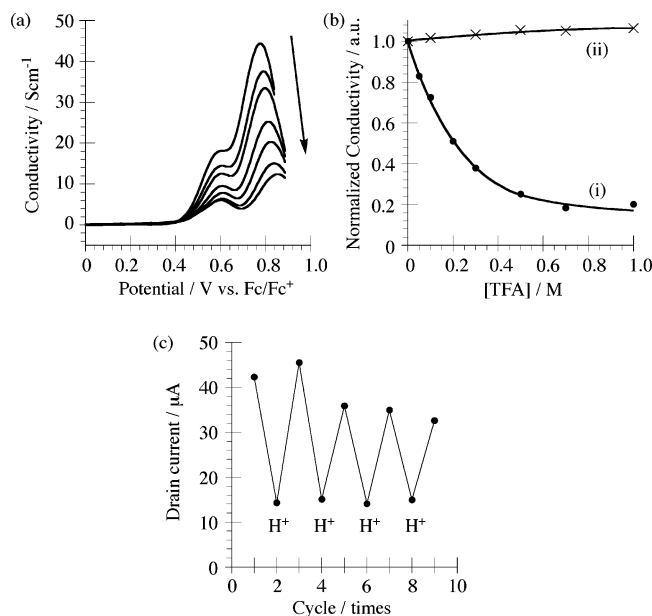 (a)
50
40
30
20
10
0
Conductivity / Scm⁻¹
0 0.2 0.4 0.6 0.8 1.0
Potential / V vs. Fc/Fc⁺
(b)
1.0
0.8
0.6
0.4
0.2
0
Normalized Conductivity / a.u.
(ii)
(i)
0 0.2 0.4 0.6 0.8 1.0
[TFA] / M
(c)
50
40
30
20
10
0
Drain current / μA
H⁺ H⁺ H⁺ H⁺
0 2 4 6 8 10
Cycle / times